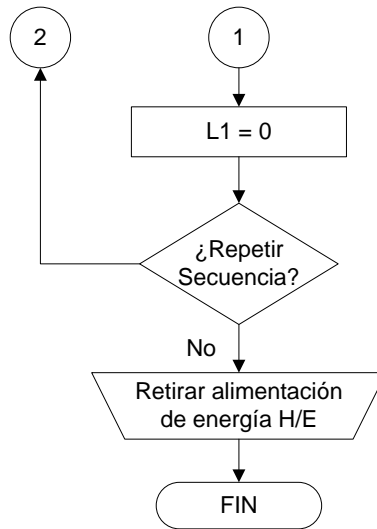 2
1
L1 = 0
¿Repetir
Secuencia?
No
Retirar alimentación
de energía H/E
FIN